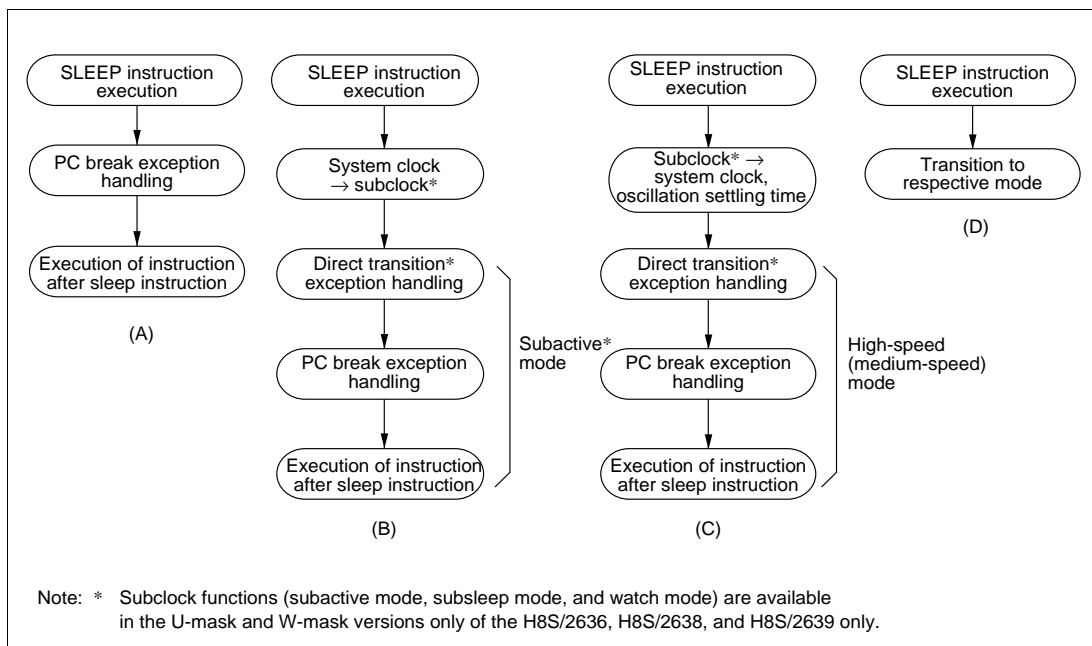 SLEEP instruction
execution
PC break exception
handling
Execution of instruction
after sleep instruction
(A)
SLEEP instruction
execution
System clock
→ subclock*
Direct transition*
exception handling
PC break exception
handling
Execution of instruction
after sleep instruction
Subactive*
mode
(B)
SLEEP instruction
execution
Subclock* →
system clock,
oscillation settling time
Direct transition*
exception handling
PC break exception
handling
Execution of instruction
after sleep instruction
High-speed
(medium-speed)
mode
(C)
SLEEP instruction
execution
Transition to
respective mode
(D)
Note: * Subclock functions (subactive mode, subsleep mode, and watch mode) are available
in the U-mask and W-mask versions only of the H8S/2636, H8S/2638, and H8S/2639 only.